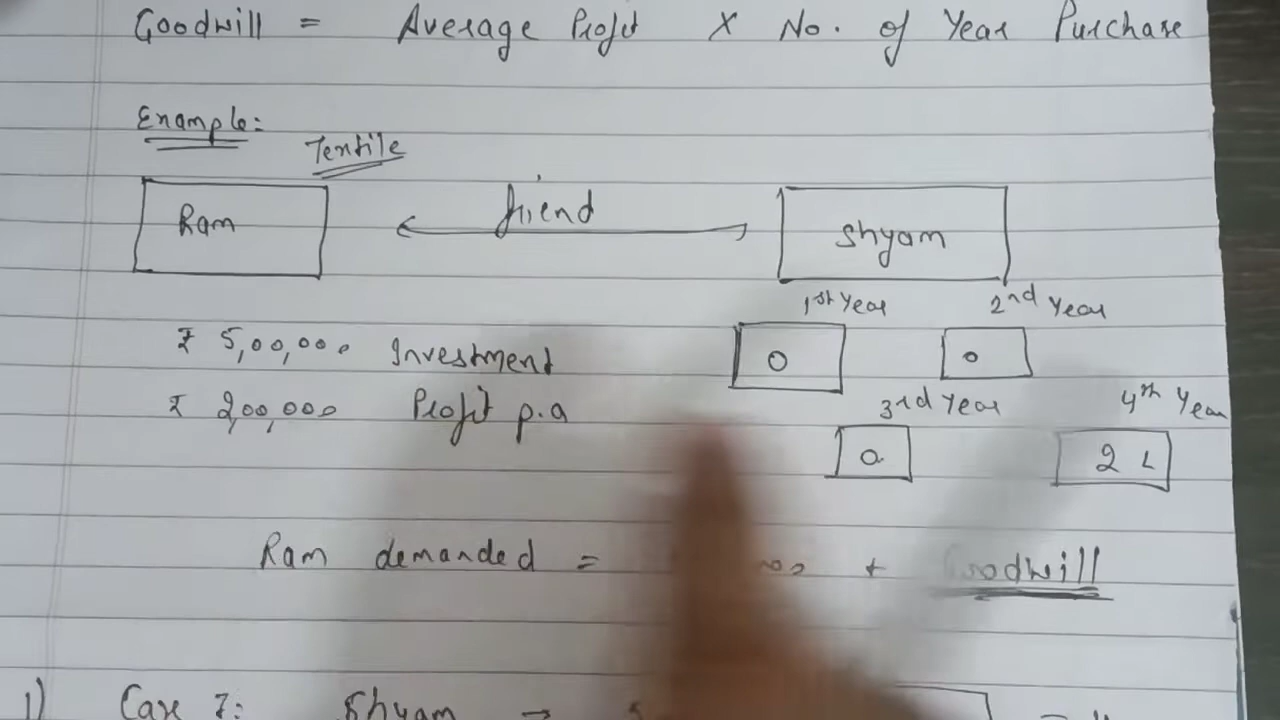 Goodwill = Average Profit X No. of Year Purchase
Example:
Textile
Ram
friend
Shyam
1st Year
2nd Year
₹ 5,00,000 Investment
0
0
₹ 2,00,000 Profit p.a
3rd Year
4th Year
0
2 L
Ram demanded = + Goodwill
1) Case I: Shyam →